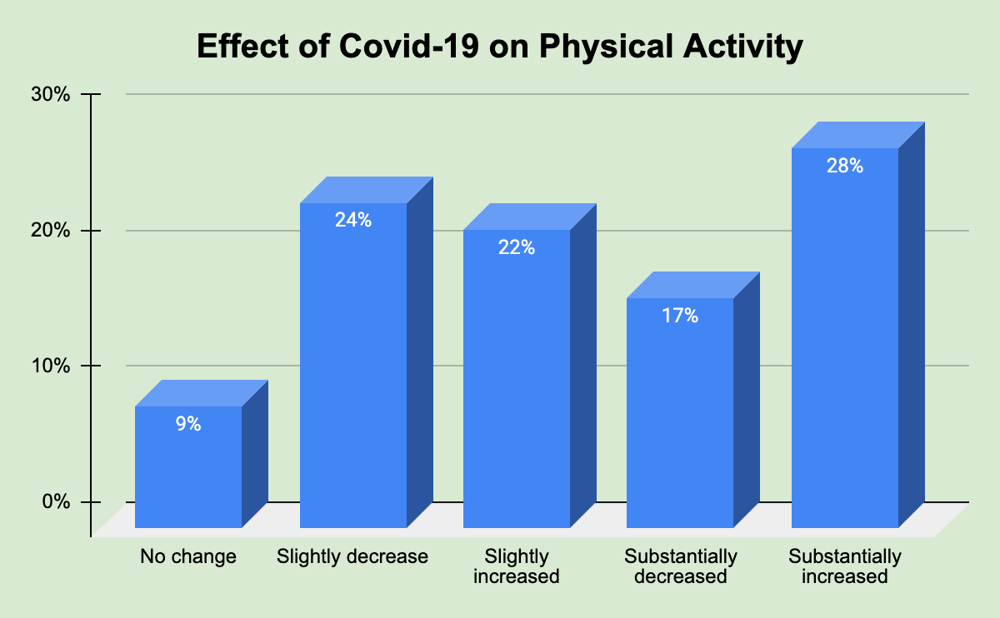 Effect of Covid-19 on Physical Activity
30%
20%
10%
0%
9%
24%
22%
17%
28%
No change
Slightly decrease
Slightly
increased
Substantially
decreased
Substantially
increased